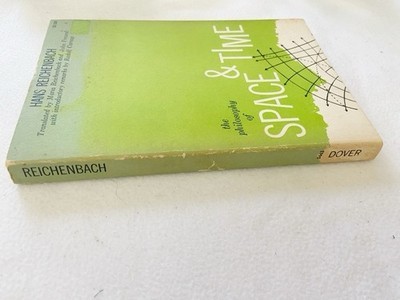 HANS REICHENBACH
Translated by Maria Reichenbach and John Freund
with introductory remarks by Rudolf Carnap
the
philosophy
of
SPACE
& TIME
REICHENBACH
DOVER